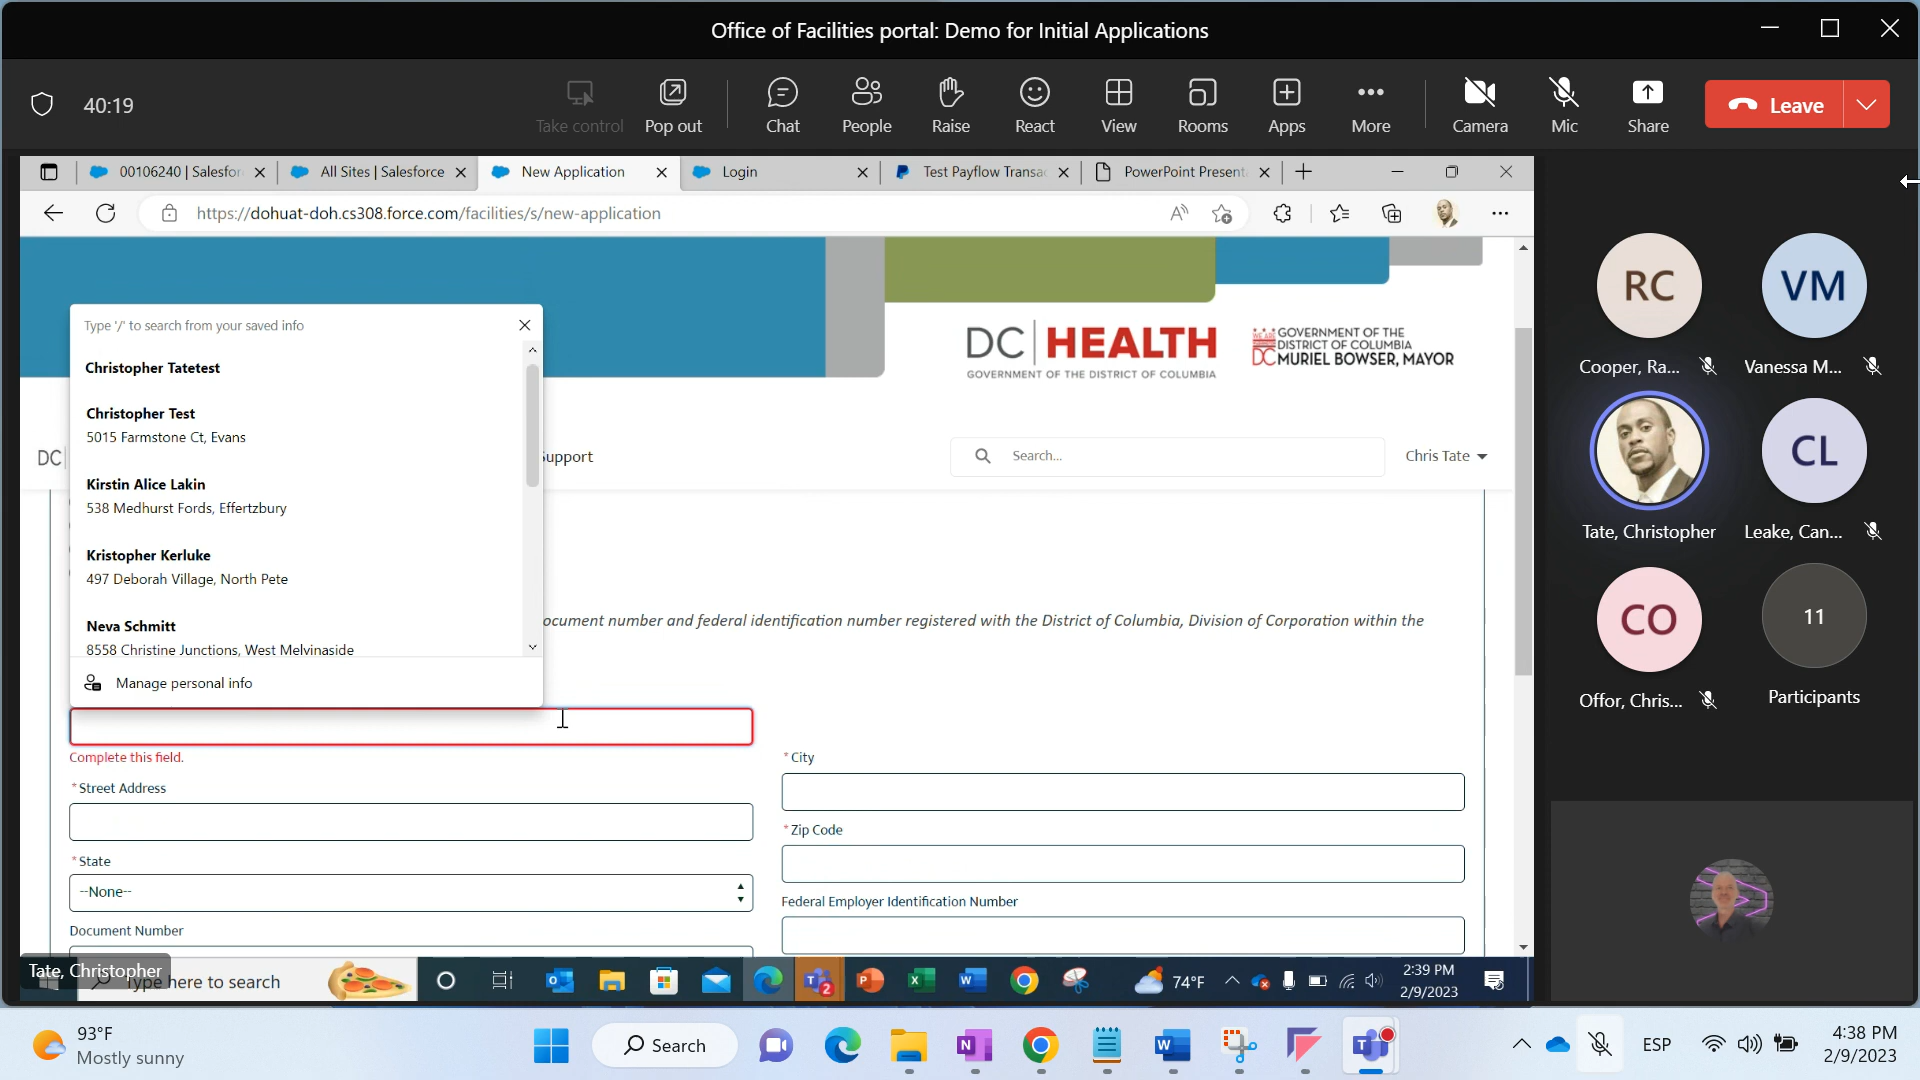 Office of Facilities portal: Demo for Initial Applications
40:19
Take control
Pop out
Chat
People
Raise
React
View
Rooms
Apps
More
Camera
Mic
Share
Leave
00106240 | Salesfor
All Sites | Salesforce
New Application
Login
Test Payflow Transac
PowerPoint Present
https://dohuat-doh.cs308.force.com/facilities/s/new-application
DC HEALTH
GOVERNMENT OF THE DISTRICT OF COLUMBIA
WE ARE DC
GOVERNMENT OF THE
DISTRICT OF COLUMBIA
MURIEL BOWSER, MAYOR
Type '/' to search from your saved info
Christopher Tatetest
Christopher Test
5015 Farmstone Ct, Evans
Kirstin Alice Lakin
538 Medhurst Fords, Effertzbury
Kristopher Kerluke
497 Deborah Village, North Pete
Neva Schmitt
8558 Christine Junctions, West Melvinaside
Manage personal info
DC
upport
Search...
Chris Tate
ocument number and federal identification number registered with the District of Columbia, Division of Corporation within the
Complete this field.
* Street Address
* State
--None--
Document Number
* City
* Zip Code
Federal Employer Identification Number
Tate, Christopher
Type here to search
2
74°F
2:39 PM
2/9/2023
RC
Cooper, Ra...
VM
Vanessa M...
Tate, Christopher
CL
Leake, Can...
CO
Offor, Chris...
11
Participants
93°F
Mostly sunny
Search
ESP
4:38 PM
2/9/2023